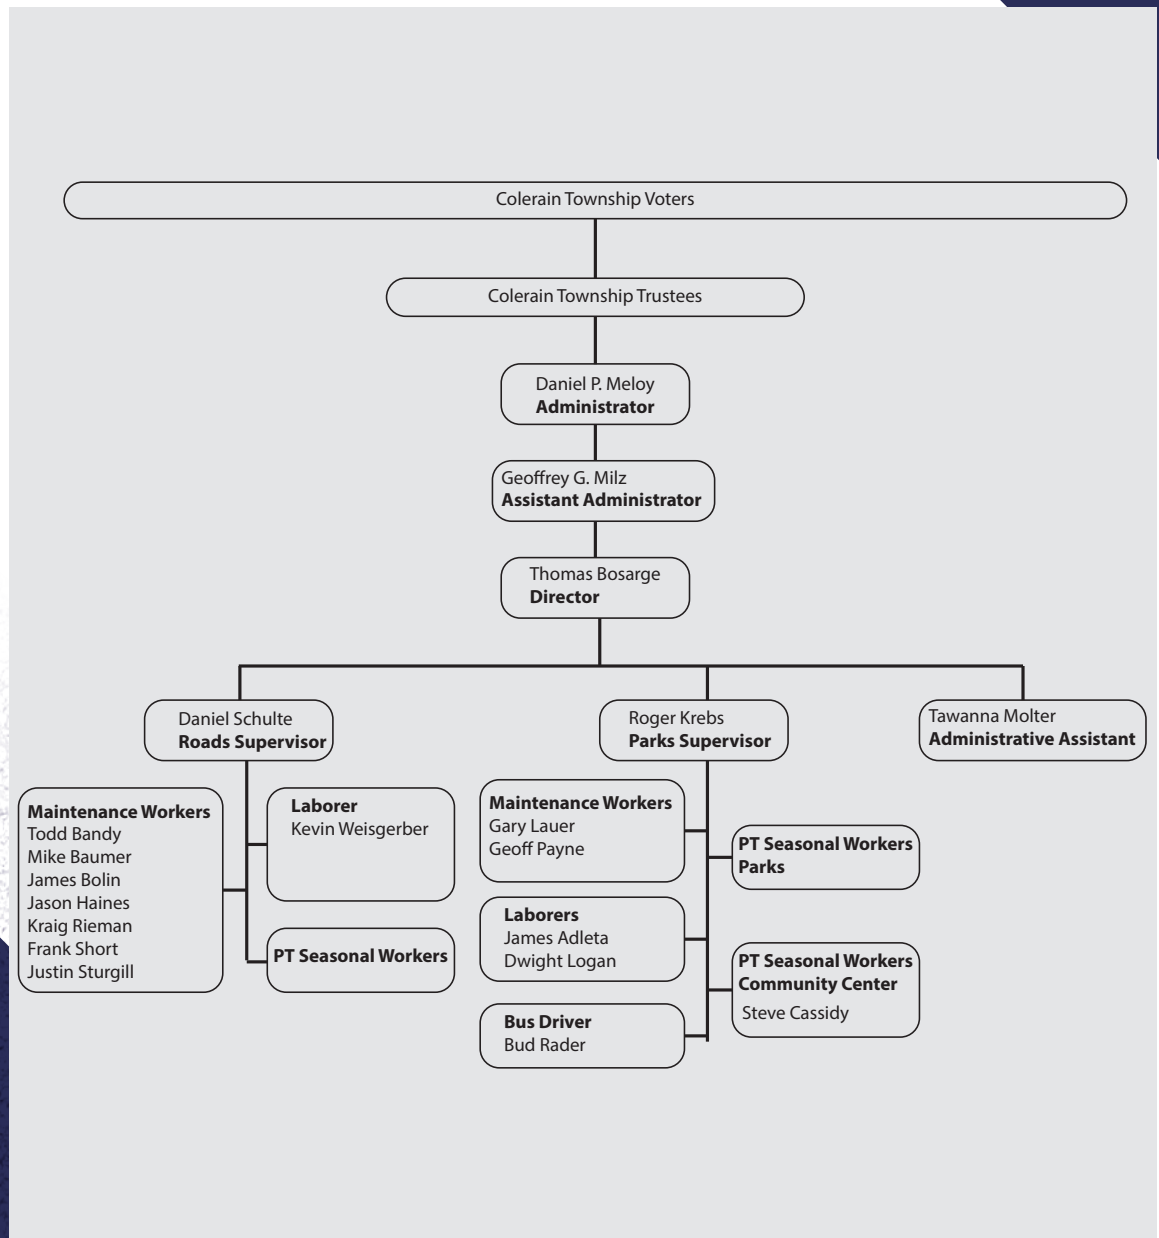 Colerain Township Voters
Colerain Township Trustees
Daniel P. Meloy
Administrator
Geoffrey G. Milz
Assistant Administrator
Thomas Bosarge
Director
Daniel Schulte
Roads Supervisor
Roger Krebs
Parks Supervisor
Tawanna Molter
Administrative Assistant
Maintenance Workers
Todd Bandy
Mike Baumer
James Bolin
Jason Haines
Kraig Rieman
Frank Short
Justin Sturgill
Laborer
Kevin Weisgerber
PT Seasonal Workers
Maintenance Workers
Gary Lauer
Geoff Payne
Laborers
James Adleta
Dwight Logan
Bus Driver
Bud Rader
PT Seasonal Workers
Parks
PT Seasonal Workers
Community Center
Steve Cassidy